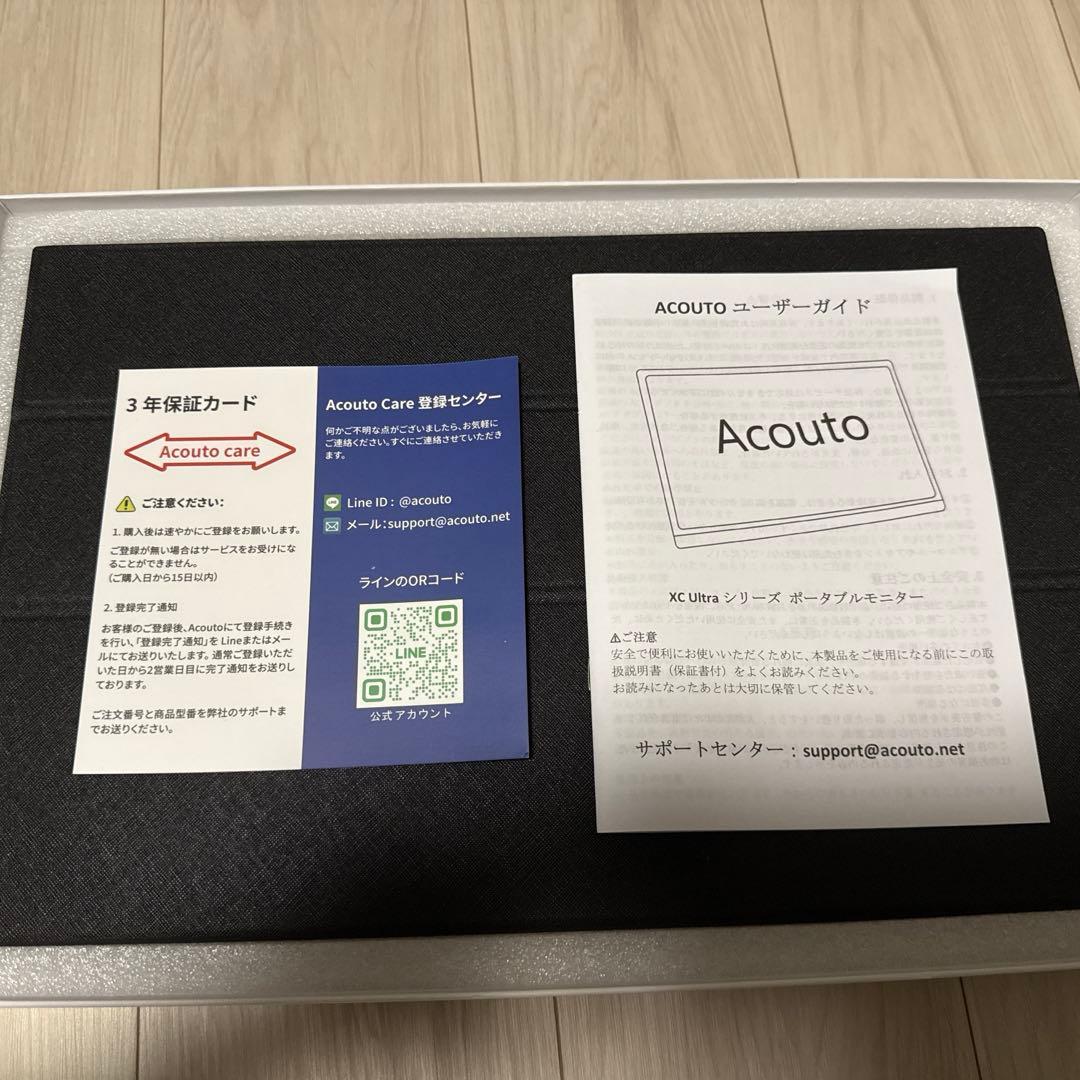 3年保証カード
Acouto care
ご注意ください:
1. 購入後は速やかにご登録をお願いします。
ご登録が無い場合はサービスをお受けにな
ることができません。
(ご購入日から15日以内)
2. 登録完了通知
お客様のご登録後、Acoutoにて登録手続き
を行い、「登録完了通知」を Lineまたはメー
ルにてお送りいたします。通常ご登録いただ
いた日から2営業日目に完了通知をお送りし
ております。
ご注文番号と商品型番を弊社のサポートま
でお送りください。
Acouto Care 登録センター
何かご不明な点がございましたら、お気軽に
ご連絡ください。すぐにご連絡させていただき
ます。
Line ID : @acouto
メール:support@acouto.net
ラインのORコード
LINE
公式アカウント
ACOUTO ユーザーガイド
Acouto
XC Ultra シリーズ ポータブルモニター
⚠ご注意
安全で便利にお使いいただくために、本製品をご使用になる前にこの取
扱説明書（保証書付）をよくお読みください。
お読みになったあとは大切に保管してください。
サポートセンター : support@acouto.net